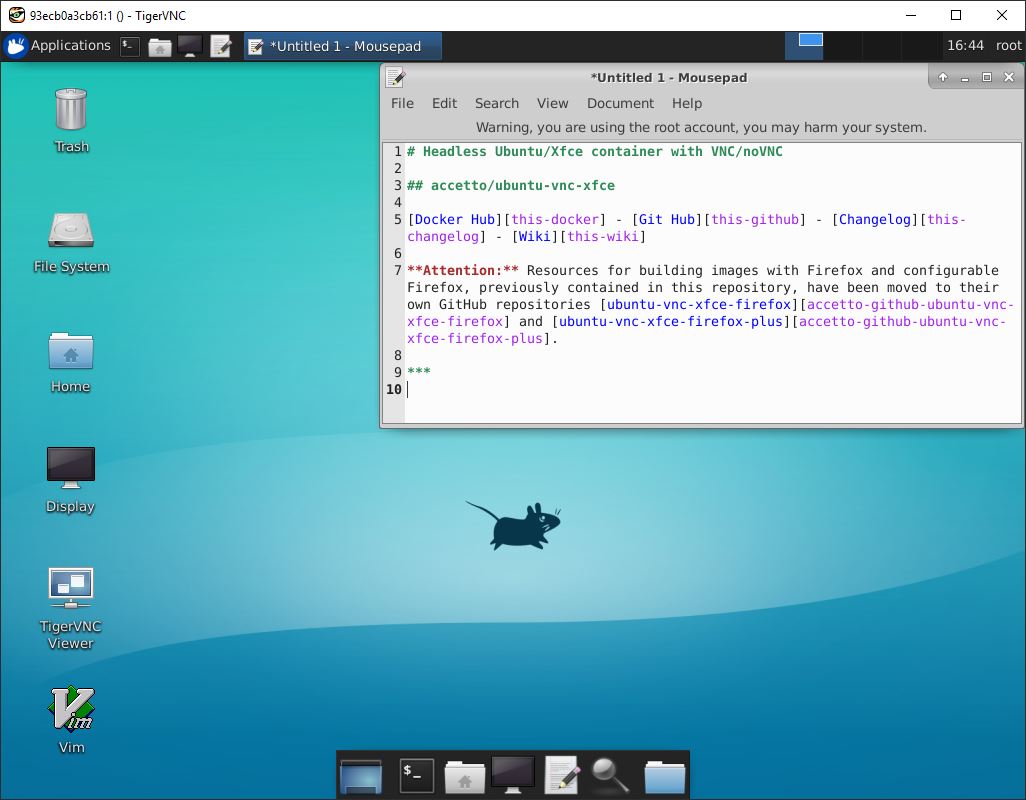 93ecb0a3cb61:1 () - TigerVNC
Applications
*Untitled 1 - Mousepad
16:44
root
*Untitled 1 - Mousepad
File Edit Search View Document Help
Warning, you are using the root account, you may harm your system.
1 # Headless Ubuntu/Xfce container with VNC/noVNC
2
3 ## accetto/ubuntu-vnc-xfce
4
5 [Docker Hub][this-docker] - [Git Hub][this-github] - [Changelog][this-
changelog] - [Wiki][this-wiki]
6
7 **Attention:** Resources for building images with Firefox and configurable
Firefox, previously contained in this repository, have been moved to their
own GitHub repositories [ubuntu-vnc-xfce-firefox][accetto-github-ubuntu-vnc-
xfce-firefox] and [ubuntu-vnc-xfce-firefox-plus][accetto-github-ubuntu-vnc-
xfce-firefox-plus].
8
9 ***
10
Trash
File System
Home
Display
TigerVNC
Viewer
Vim
Vim
$_